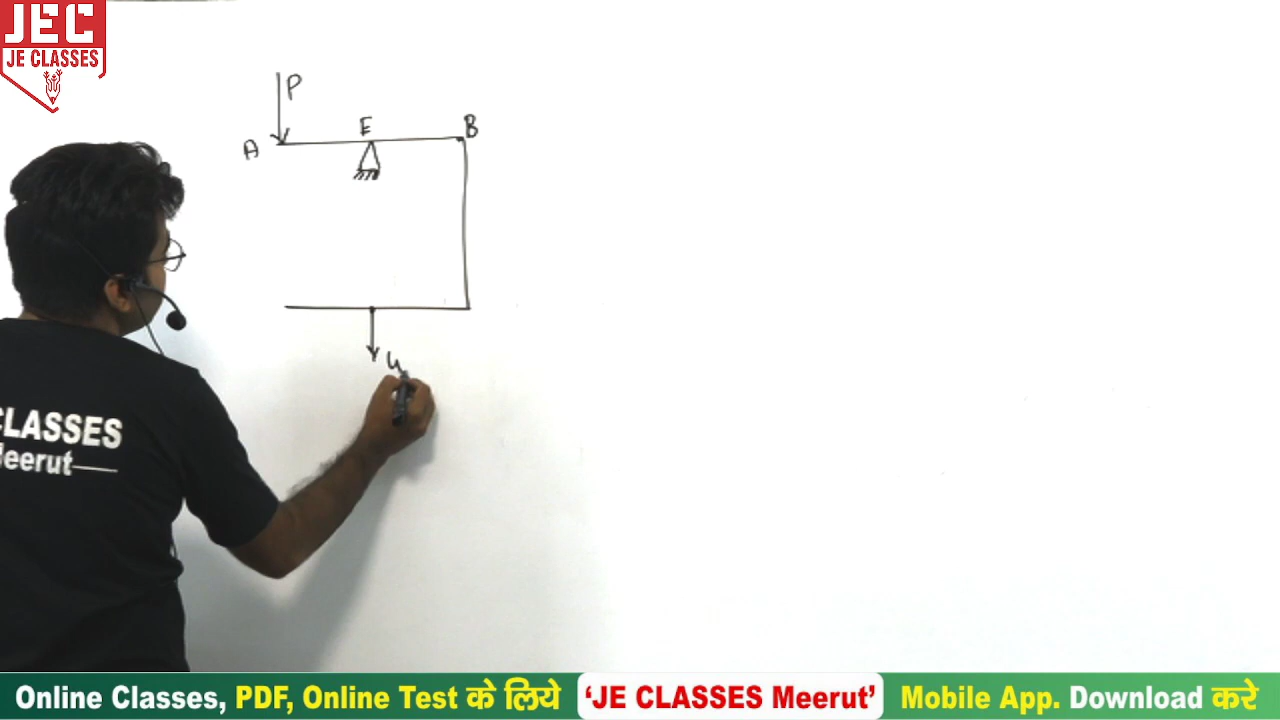 JEC
JE CLASSES
P
E
B
A
CLASSES
Meerut
Online Classes, PDF, Online Test के लिये 'JE CLASSES Meerut' Mobile App. Download करे